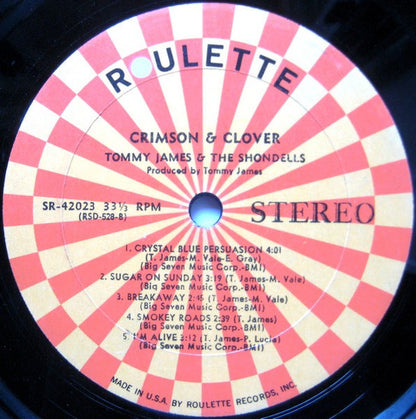 ROULETTE
CRIMSON & CLOVER
TOMMY JAMES & THE SHONDELLS
Produced by Tommy James
SR-42023 33⅓ RPM
(RSD-528-B)
STEREO
1. CRYSTAL BLUE PERSUASION 4:01
(T. James-M. Vale-E. Gray)
(Big Seven Music Corp.-BMI)
2. SUGAR ON SUNDAY 3:19 (T. James-M. Vale)
(Big Seven Music Corp.-BMI)
3. BREAKAWAY 2:45 (T. James-M. Vale)
(Big Seven Music Corp.-BMI)
4. SMOKEY ROADS 2:39 (T. James)
(Big Seven Music Corp.-BMI)
5. I'M ALIVE 3:12 (T. James-P. Lucia)
(Big Seven Music Corp.-BMI)
MADE IN U.S.A. BY ROULETTE RECORDS, INC.